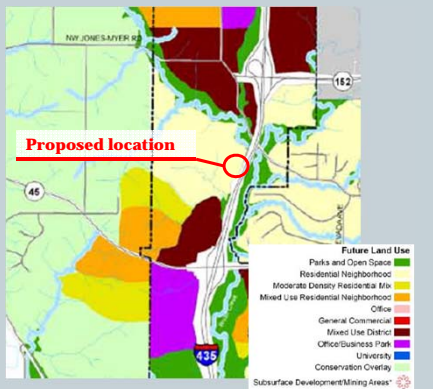 NW JONES-MYER RD
152
Proposed location
45
435
Future Land Use
Parks and Open Space
Residential Neighborhood
Moderate Density Residential Mix
Mixed Use Residential Neighborhood
Office
General Commercial
Mixed Use District
Office/Business Park
University
Conservation Overlay
Subsurface Development/Mining Areas*